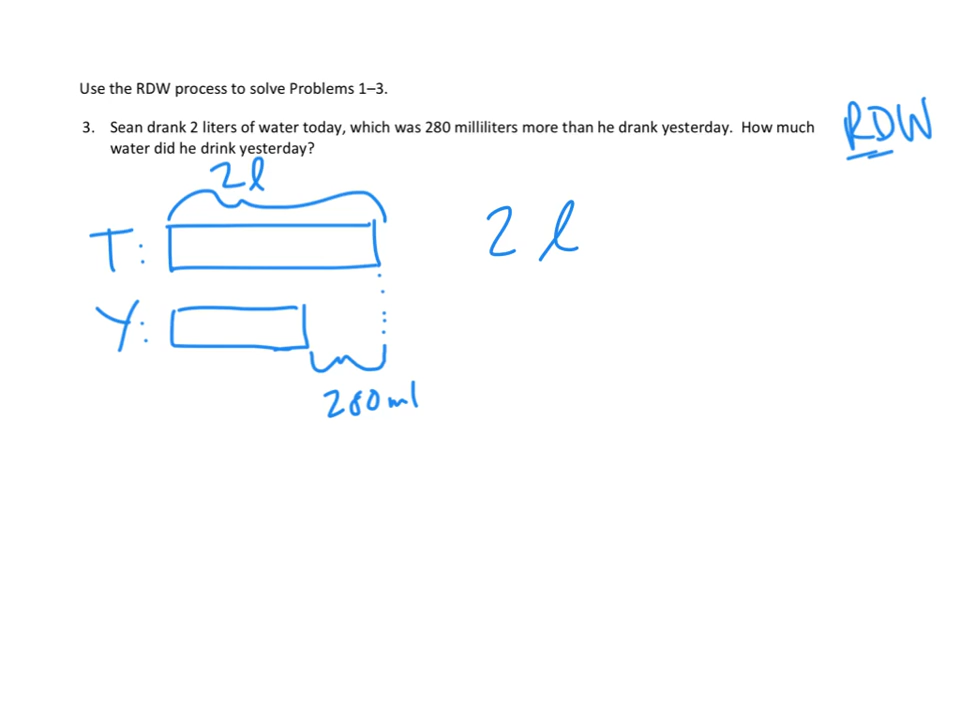 Use the RDW process to solve Problems 1–3.
3. Sean drank 2 liters of water today, which was 280 milliliters more than he drank yesterday. How much
water did he drink yesterday?
RDW
2 l
T:
2 l
Y:
280 ml